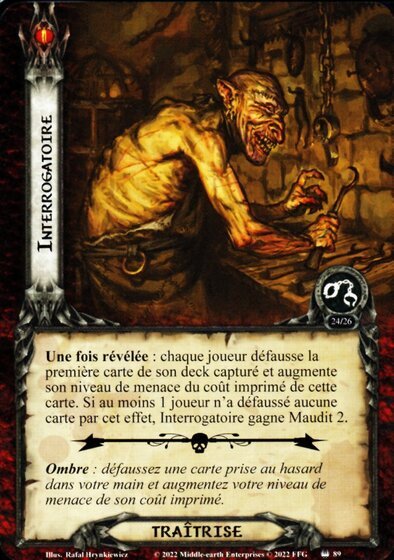 INTERROGATOIRE
24/26
Une fois révélée : chaque joueur défausse la
première carte de son deck capturé et augmente
son niveau de menace du coût imprimé de cette
carte. Si au moins 1 joueur n'a défaussé aucune
carte par cet effet, Interrogatoire gagne Maudit 2.
Ombre : défaussez une carte prise au hasard
dans votre main et augmentez votre niveau de
menace de son coût imprimé.
TRAÎTRISE
Illus. Rafał Hrynkiewicz © 2022 Middle-earth Enterprises © 2022 FFG 89